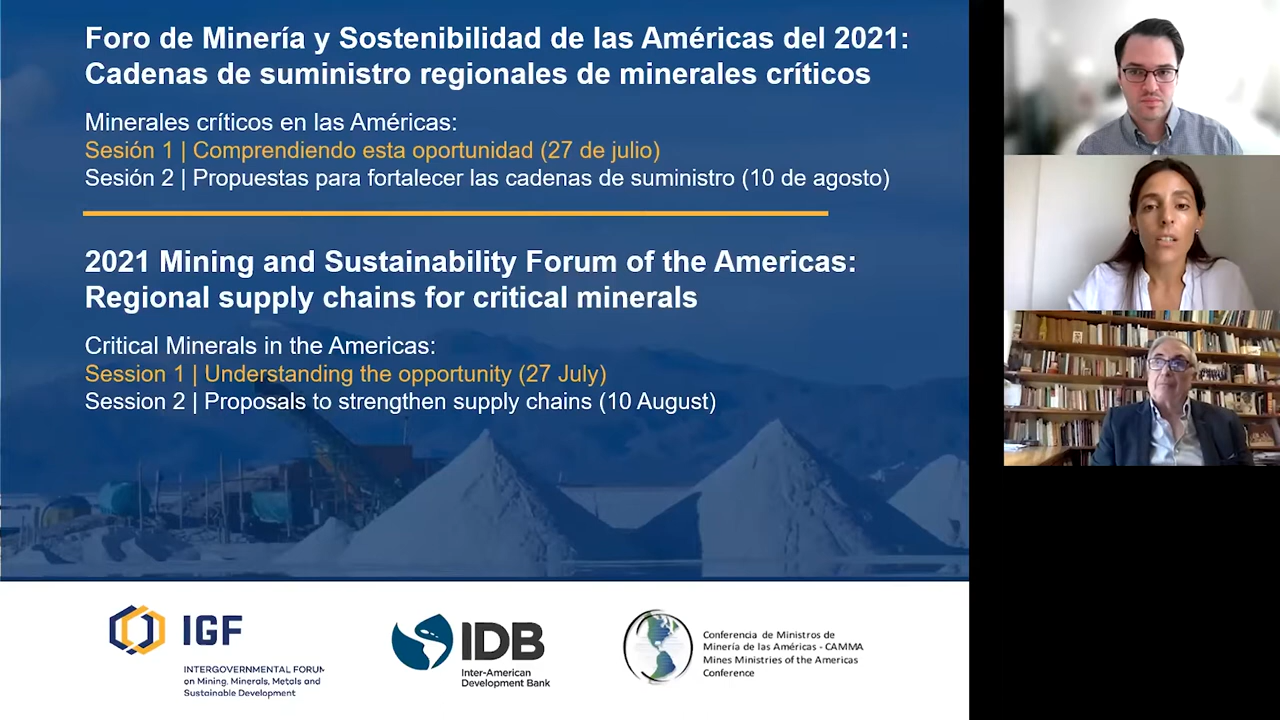 Foro de Minería y Sostenibilidad de las Américas del 2021:
Cadenas de suministro regionales de minerales críticos
Minerales críticos en las Américas:
Sesión 1 | Comprendiendo esta oportunidad (27 de julio)
Sesión 2 | Propuestas para fortalecer las cadenas de suministro (10 de agosto)
2021 Mining and Sustainability Forum of the Americas:
Regional supply chains for critical minerals
Critical Minerals in the Americas:
Session 1 | Understanding the opportunity (27 July)
Session 2 | Proposals to strengthen supply chains (10 August)
IGF
INTERGOVERNMENTAL FORUM
on Mining, Minerals, Metals and
Sustainable Development
IDB
Inter-American
Development Bank
Conferencia de Ministros de
Minería de las Américas - CAMMA
Mines Ministries of the Americas
Conference